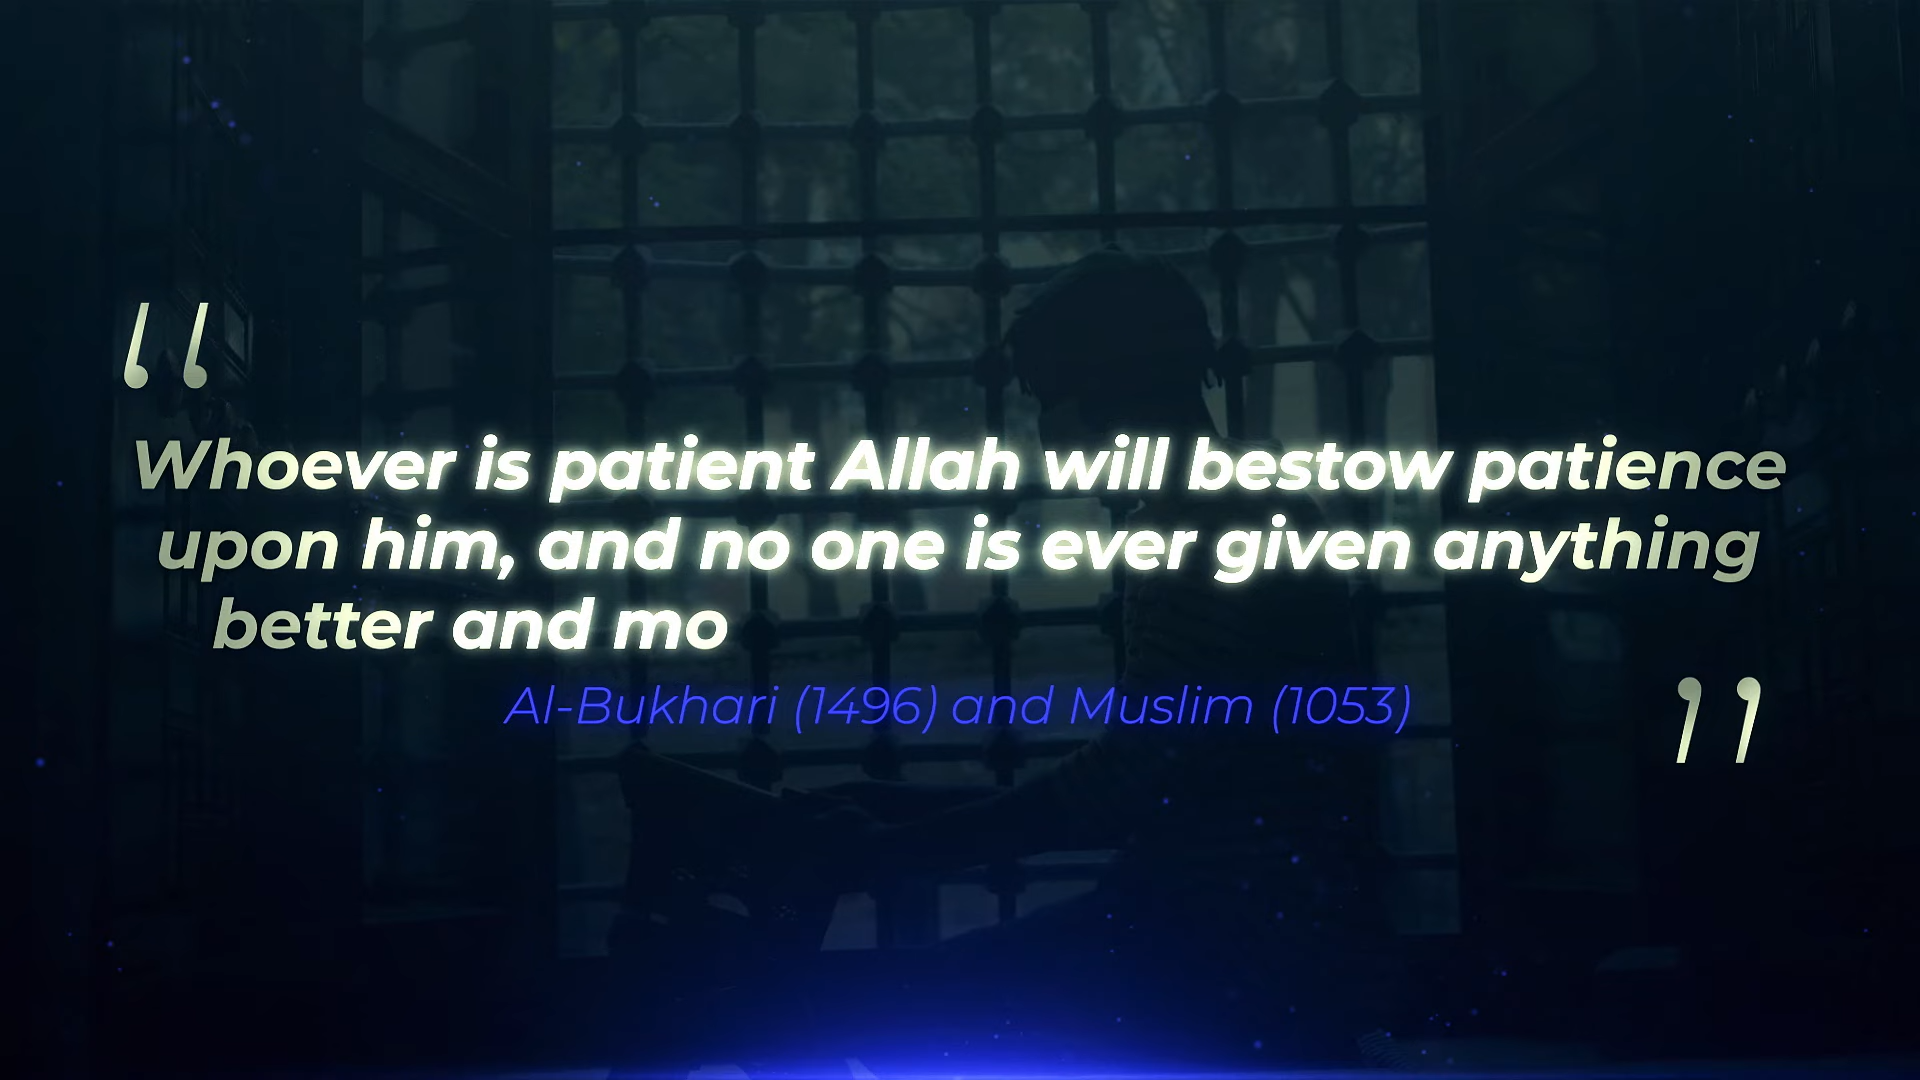 “
Whoever is patient Allah will bestow patience
upon him, and no one is ever given anything
better and mo
Al-Bukhari (1496) and Muslim (1053)
”